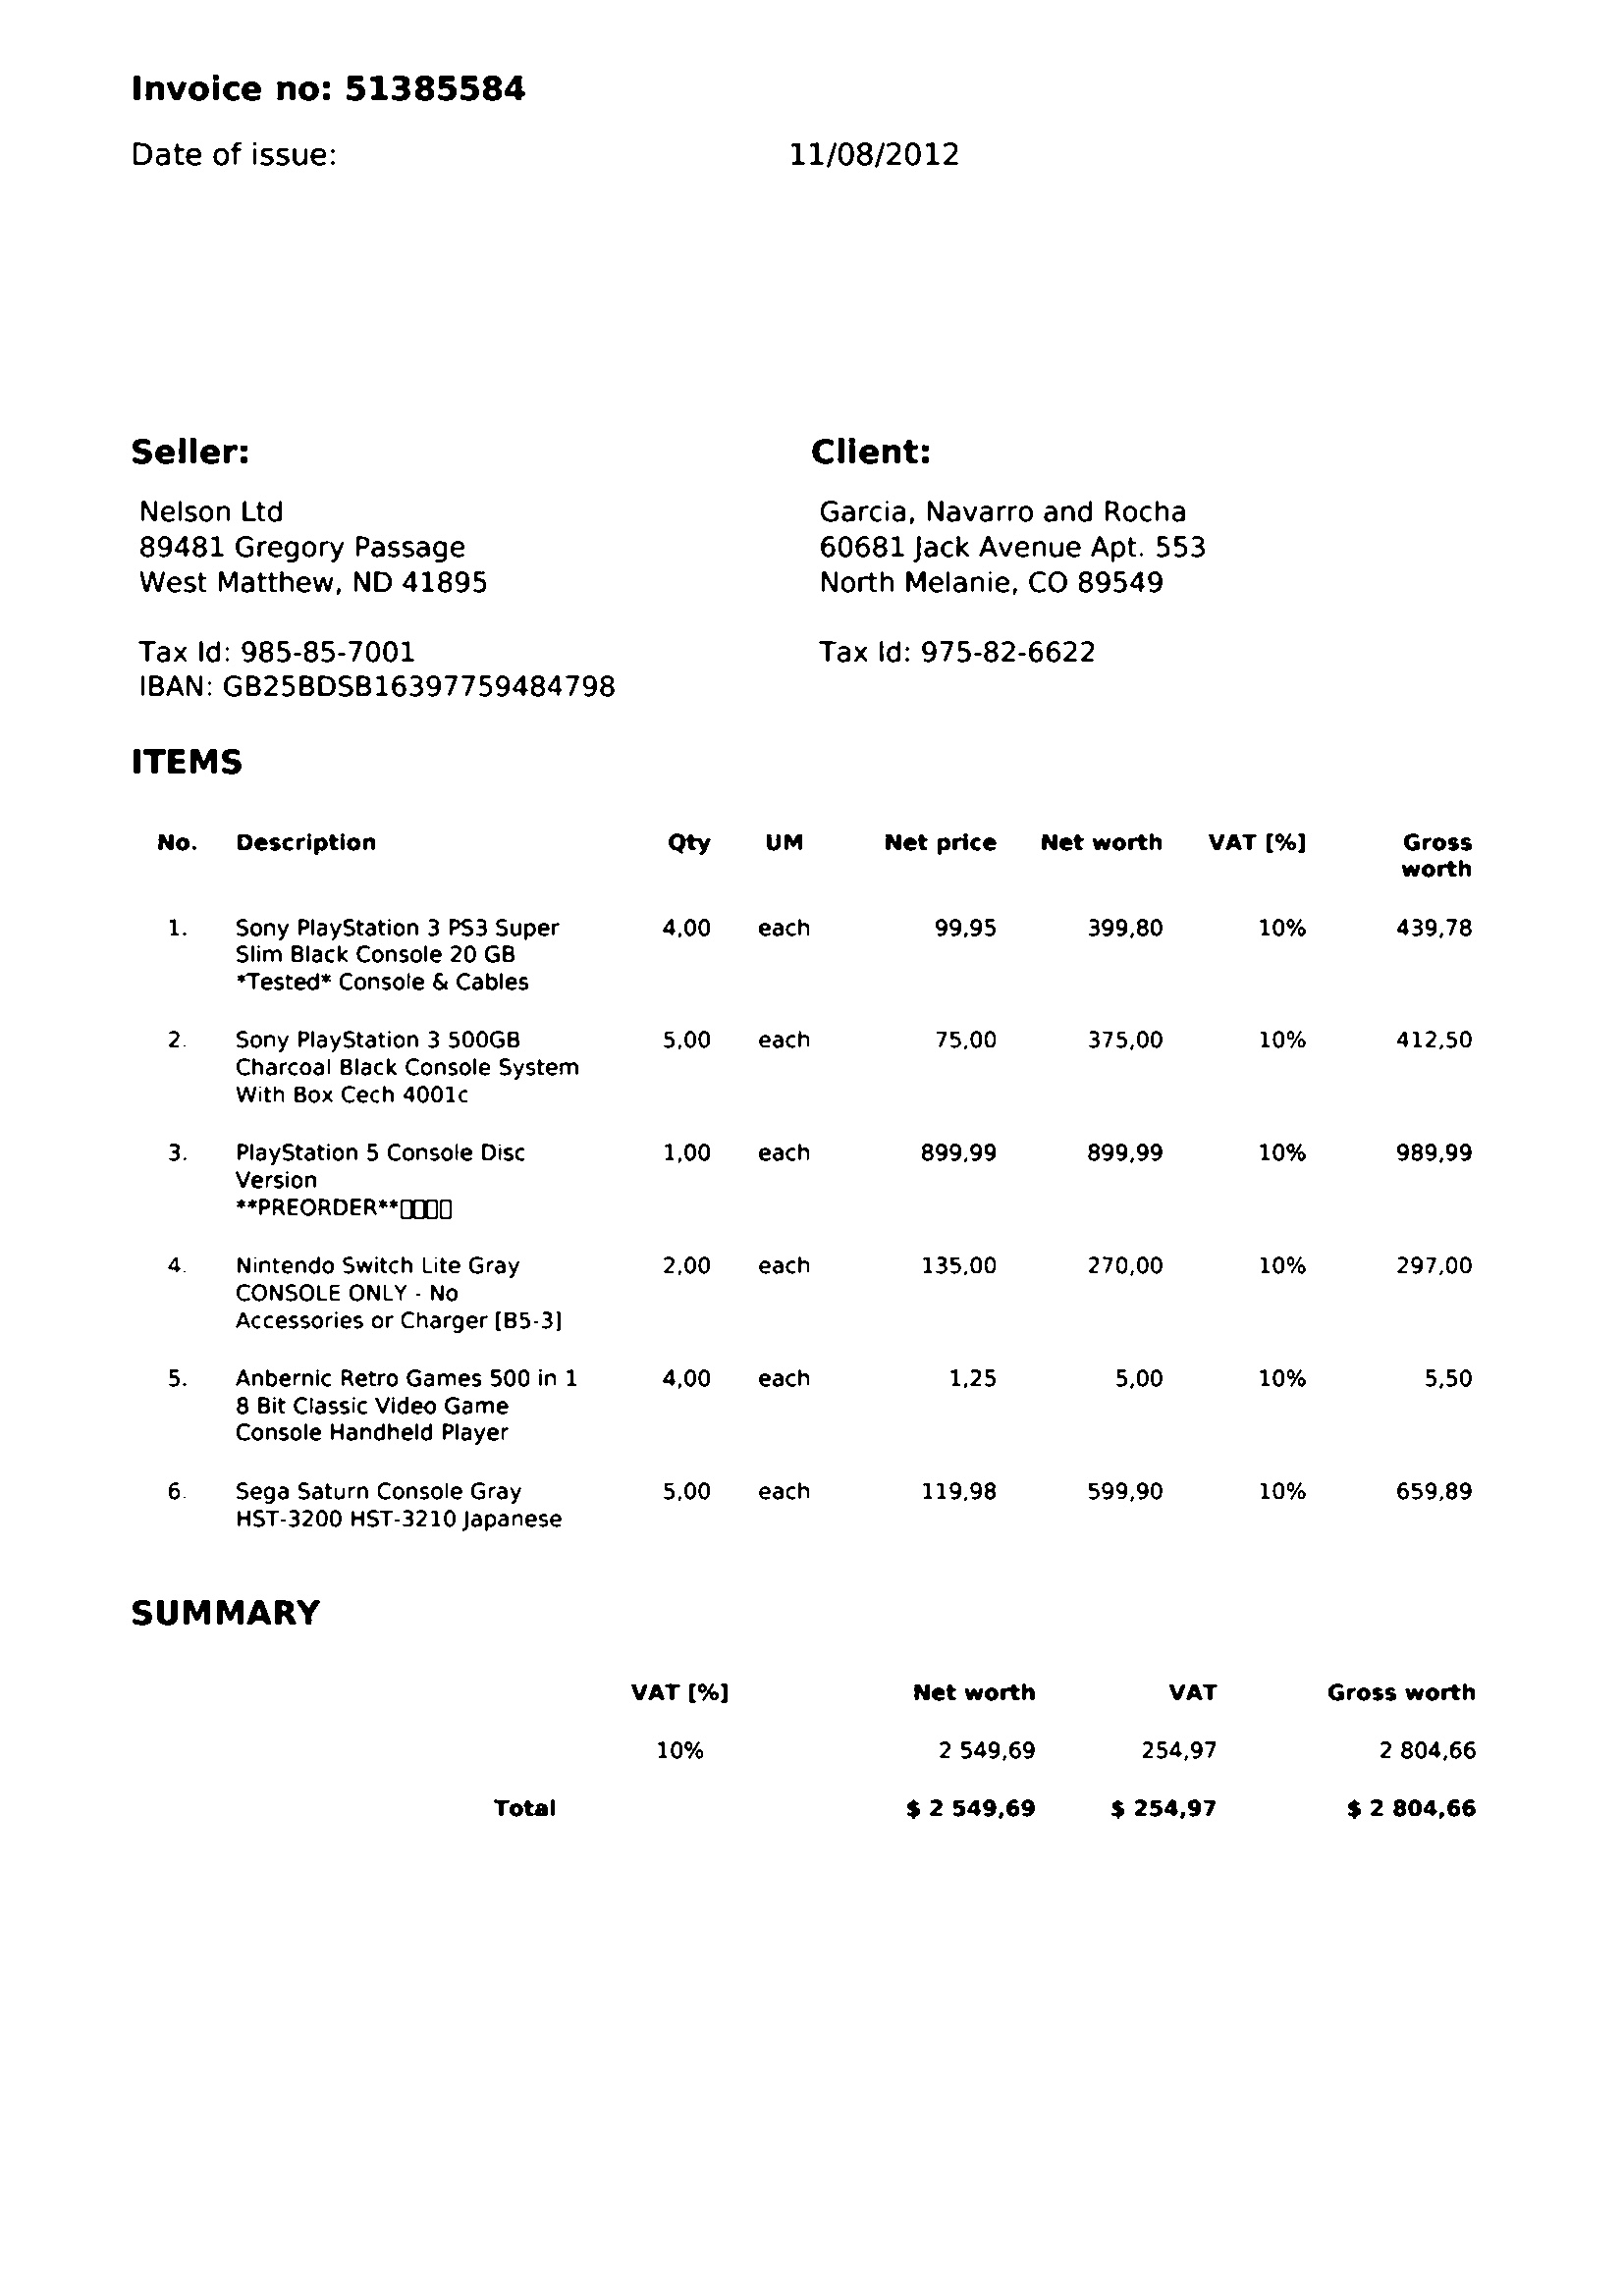 Invoice no: 51385584
Date of issue: 11/08/2012
Seller:
Nelson Ltd
89481 Gregory Passage
West Matthew, ND 41895
Tax Id: 985-85-7001
IBAN: GB25BDSB16397759484798
Client:
Garcia, Navarro and Rocha
60681 Jack Avenue Apt. 553
North Melanie, CO 89549
Tax Id: 975-82-6622
ITEMS
No. Description Qty UM Net price Net worth VAT [%] Gross
worth
1. Sony PlayStation 3 PS3 Super 4,00 each 99,95 399,80 10% 439,78
Slim Black Console 20 GB
*Tested* Console & Cables
2. Sony PlayStation 3 500GB 5,00 each 75,00 375,00 10% 412,50
Charcoal Black Console System
With Box Cech 4001c
3. PlayStation 5 Console Disc 1,00 each 899,99 899,99 10% 989,99
Version
**PREORDER**▯▯▯▯
4. Nintendo Switch Lite Gray 2,00 each 135,00 270,00 10% 297,00
CONSOLE ONLY - No
Accessories or Charger [B5-3]
5. Anbernic Retro Games 500 in 1 4,00 each 1,25 5,00 10% 5,50
8 Bit Classic Video Game
Console Handheld Player
6. Sega Saturn Console Gray 5,00 each 119,98 599,90 10% 659,89
HST-3200 HST-3210 Japanese
SUMMARY
VAT [%] Net worth VAT Gross worth
10% 2 549,69 254,97 2 804,66
Total $ 2 549,69 $ 254,97 $ 2 804,66